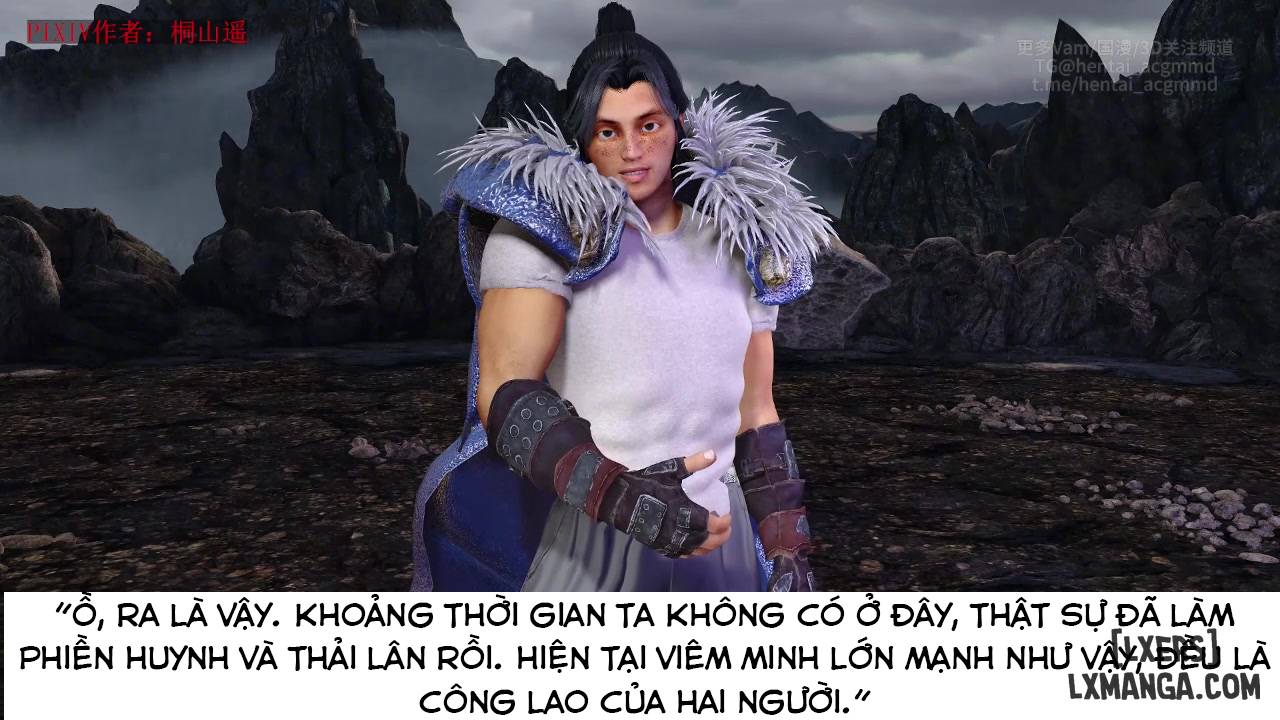 PIXIV作者：桐山遥
更多Vam/国漫/3D关注频道
TG@hentai_acgmmd
t.me/hentai_acgmmd
“Ồ, RA LÀ VẬY. KHOẢNG THỜI GIAN TA KHÔNG CÓ Ở ĐÂY, THẬT SỰ ĐÃ LÀM
PHIỀN HUYNH VÀ THẢI LÂN RỒI. HIỆN TẠI VIÊM MINH LỚN MẠNH NHƯ VẬY, ĐỀU LÀ
CÔNG LAO CỦA HAI NGƯỜI.“
[LXERS]
LXMANGA.COM